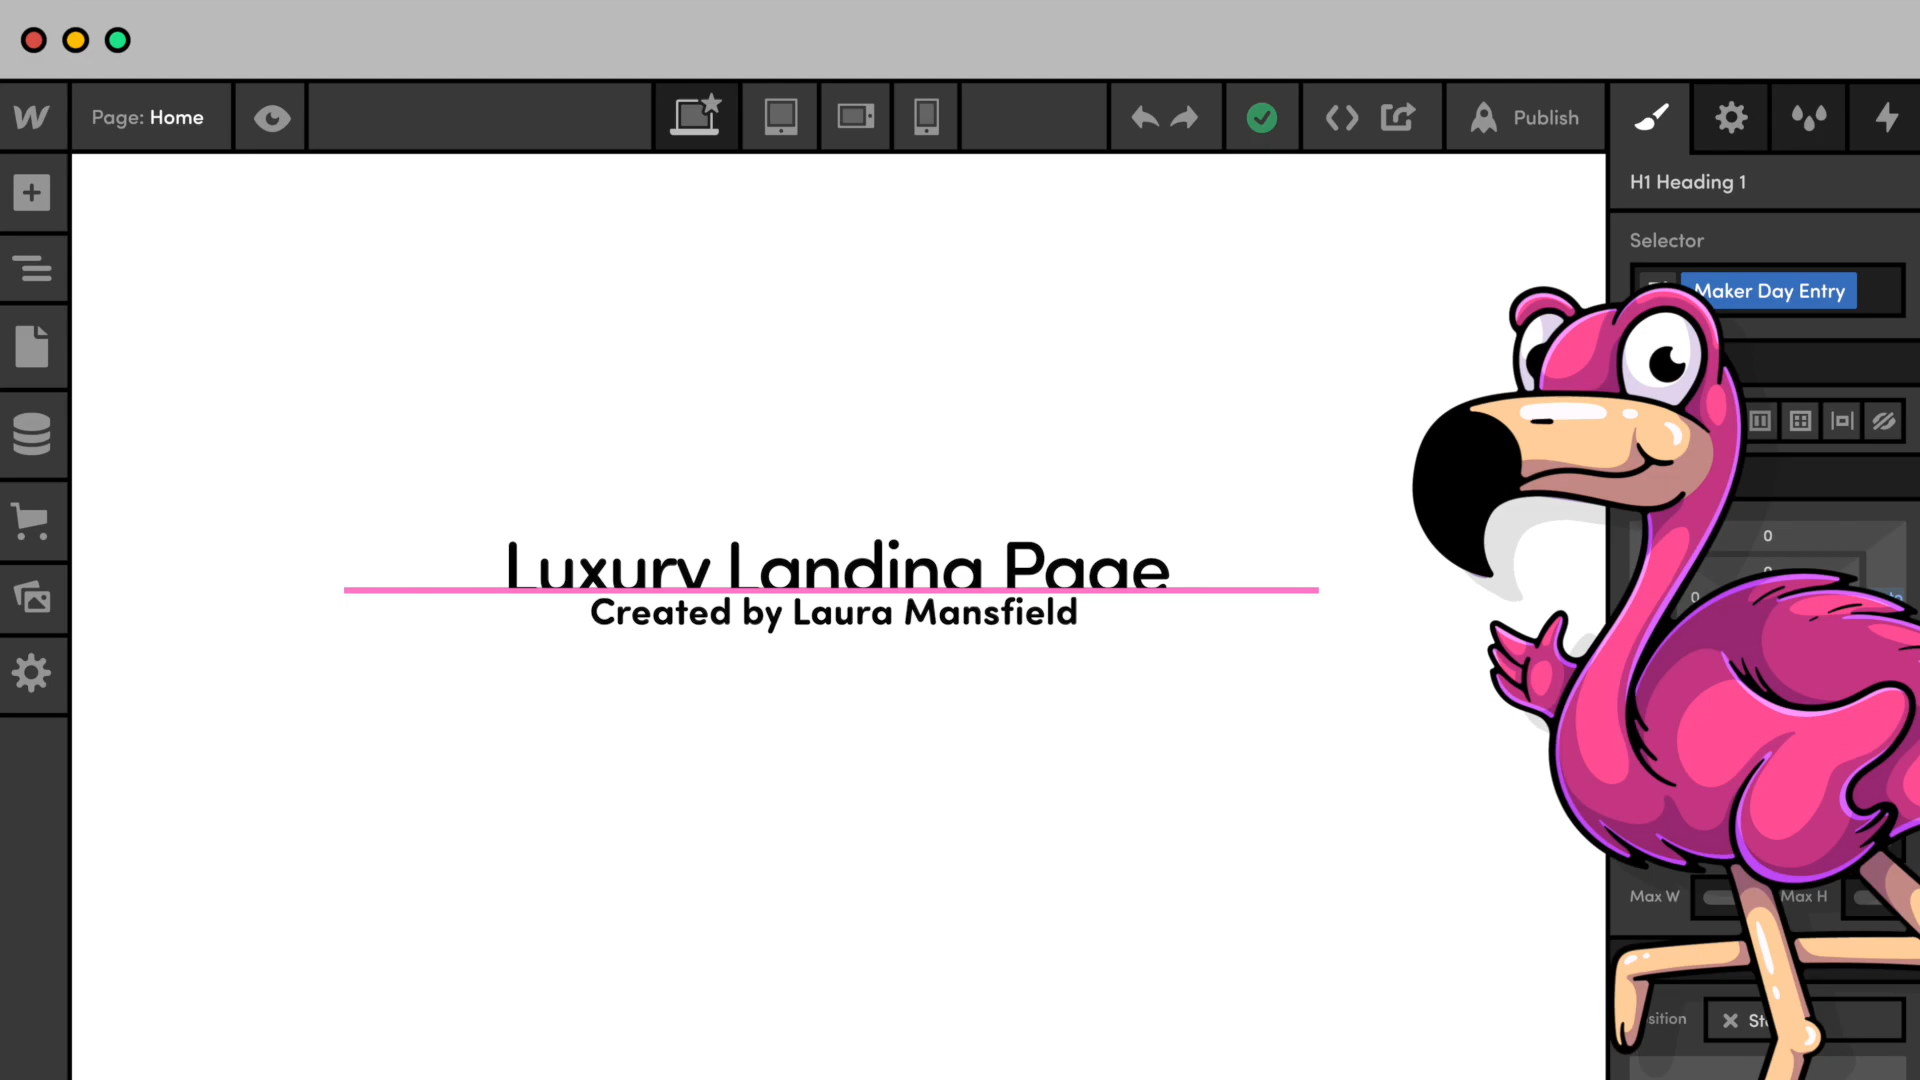 Page: Home
Publish
H1 Heading 1
Selector
Maker Day Entry
0
0
Luxury Landing Page
Created by Laura Mansfield
Max W
Max H